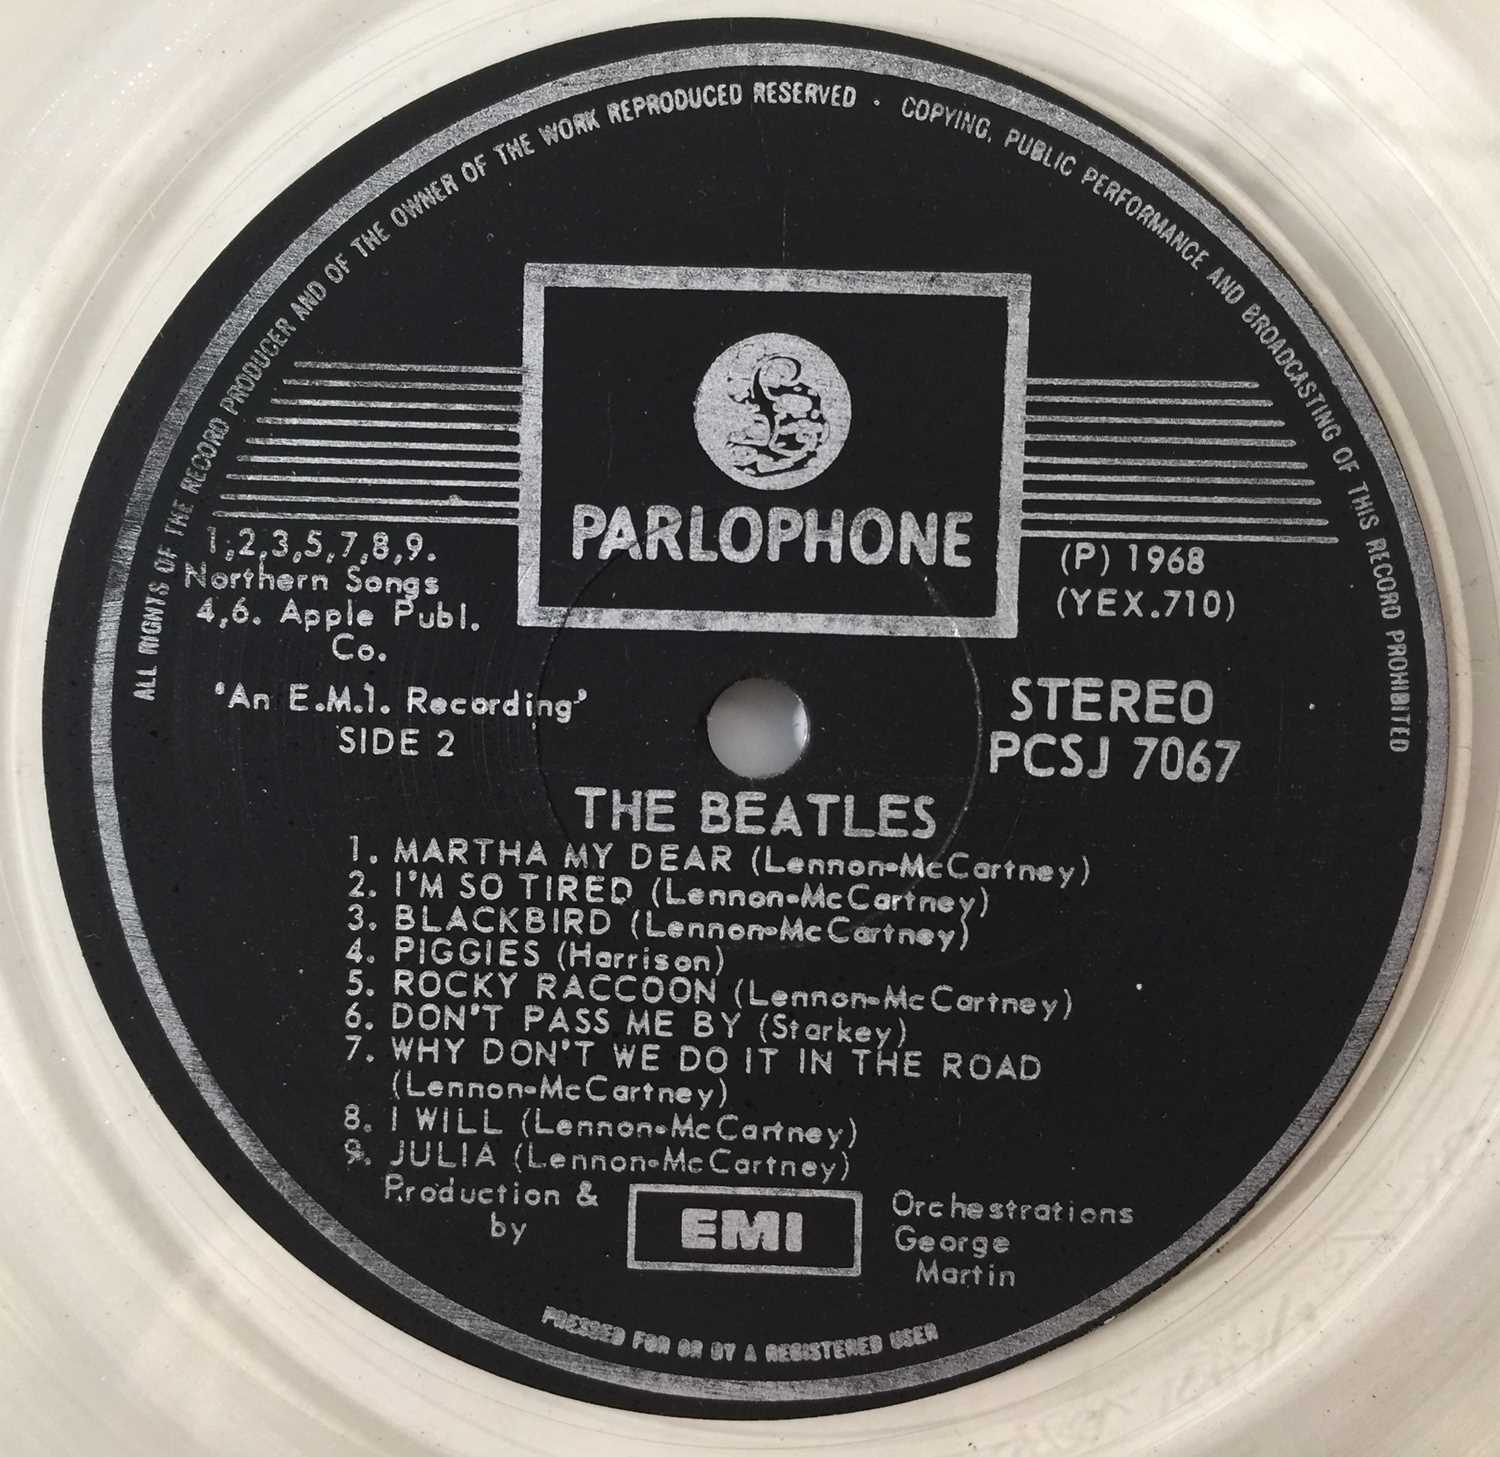 ALL RIGHTS OF THE RECORD PRODUCER AND OF THE OWNER OF THE WORK REPRODUCED RESERVED · COPYING, PUBLIC PERFORMANCE AND BROADCASTING OF THIS RECORD PROHIBITED
PARLOPHONE
1,2,3,5,7,8,9.
Northern Songs
4,6. Apple Publ.
Co.
(P) 1968
(YEX.710)
'An E.M.I. Recording'
SIDE 2
STEREO
PCSJ 7067
THE BEATLES
1. MARTHA MY DEAR (Lennon-McCartney)
2. I'M SO TIRED (Lennon-McCartney)
3. BLACKBIRD (Lennon-McCartney)
4. PIGGIES (Harrison)
5. ROCKY RACCOON (Lennon-McCartney)
6. DON'T PASS ME BY (Starkey)
7. WHY DON'T WE DO IT IN THE ROAD
(Lennon-McCartney)
8. I WILL (Lennon-McCartney)
9. JULIA (Lennon-McCartney)
Production & Orchestrations
by George
Martin
EMI
PRESSED FOR OR BY A REGISTERED USER